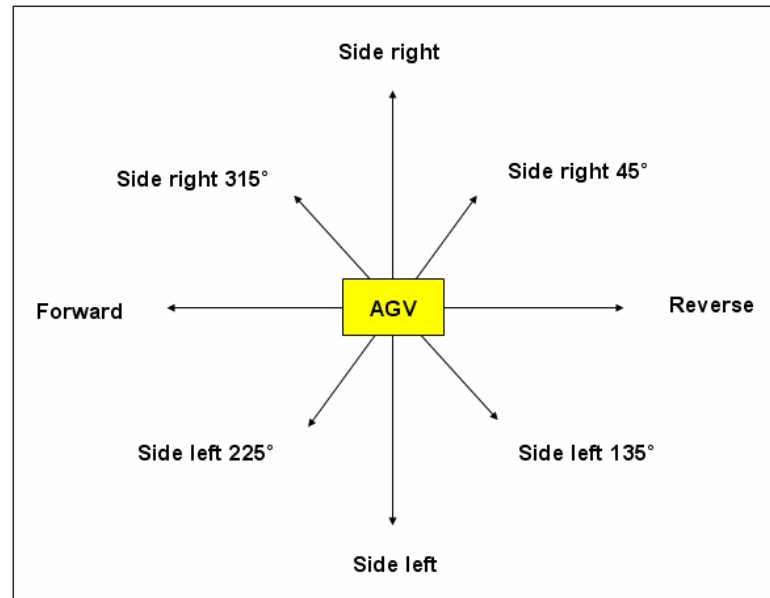 Side right
Side right 315°
Side right 45°
Forward
AGV
Reverse
Side left 225°
Side left 135°
Side left